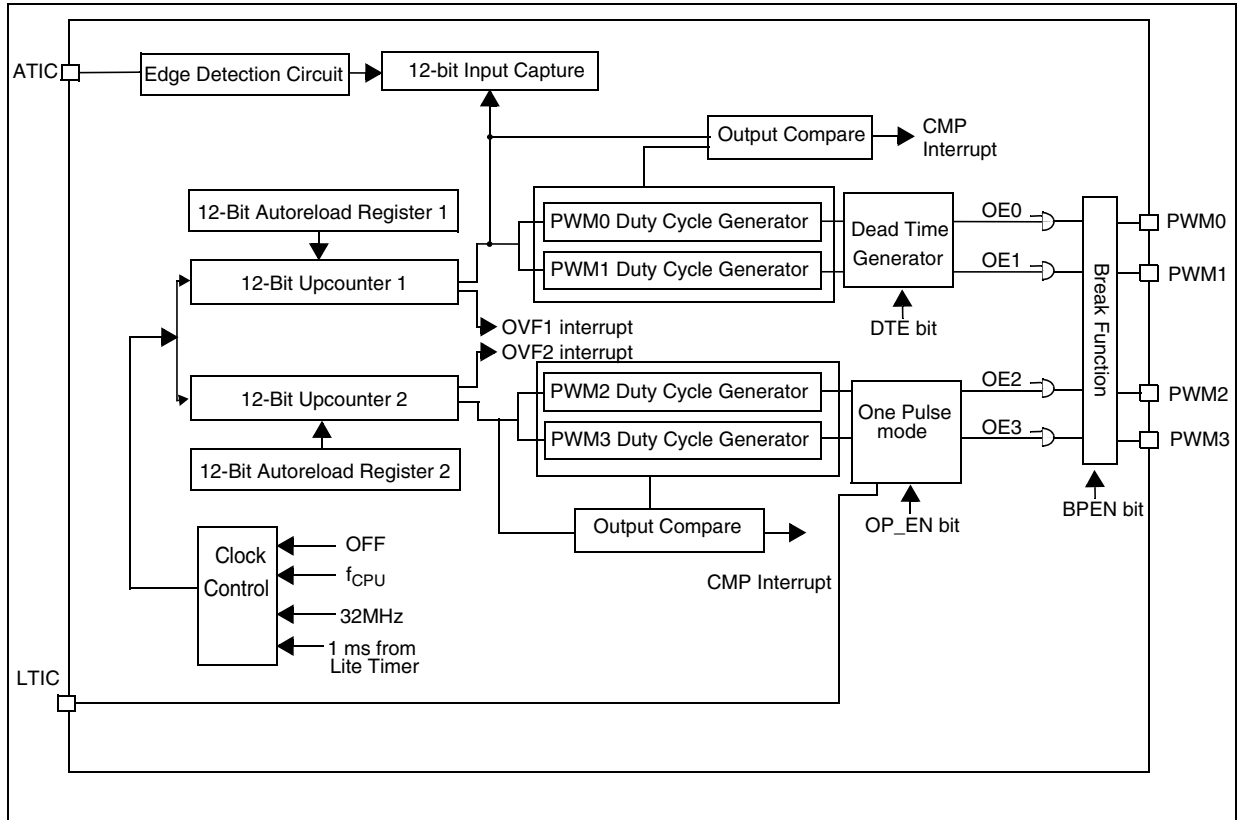 ATIC
Edge Detection Circuit
12-bit Input Capture
Output Compare
CMP
Interrupt
12-Bit Autoreload Register 1
PWM0 Duty Cycle Generator
PWM1 Duty Cycle Generator
Dead Time
Generator
OE0
OE1
PWM0
PWM1
12-Bit Upcounter 1
DTE bit
OVF1 interrupt
OVF2 interrupt
Break Function
12-Bit Upcounter 2
PWM2 Duty Cycle Generator
PWM3 Duty Cycle Generator
One Pulse
mode
OE2
OE3
PWM2
PWM3
12-Bit Autoreload Register 2
OP_EN bit
BPEN bit
Output Compare
CMP Interrupt
Clock
Control
OFF
fCPU
32MHz
1 ms from
Lite Timer
LTIC